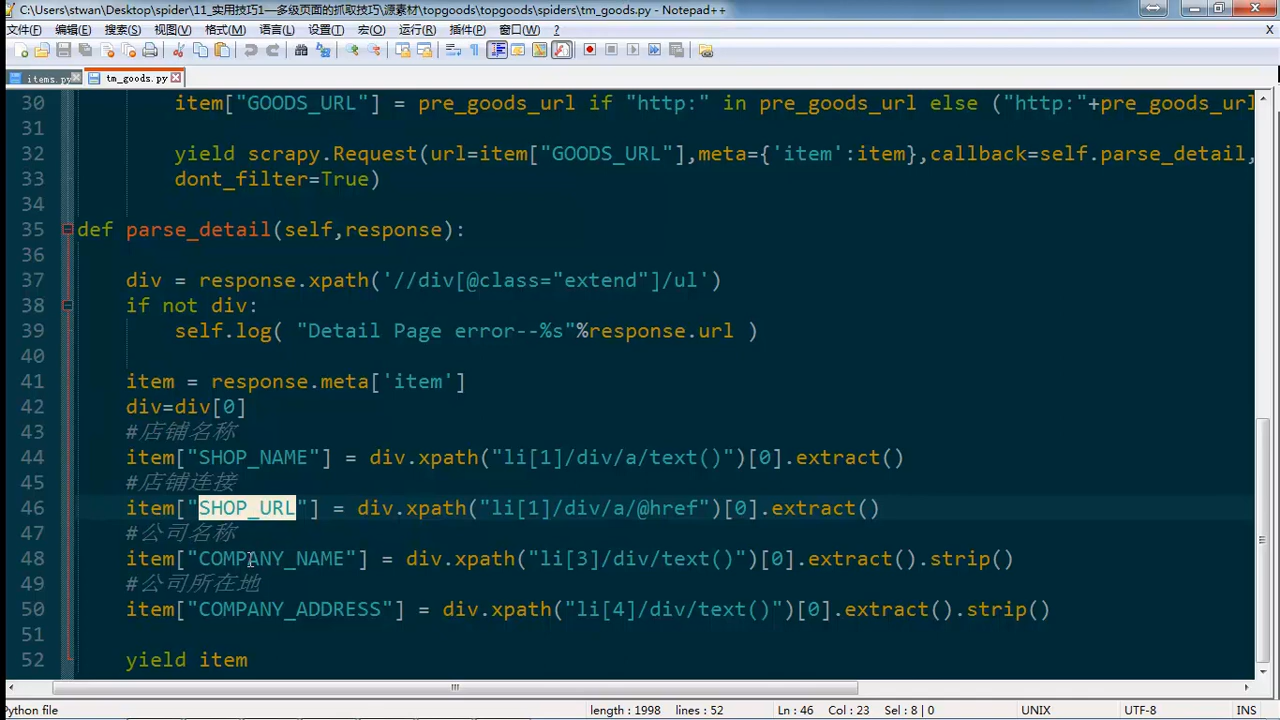 C:\Users\stwan\Desktop\spider\11_实用技巧1—多级页面的抓取技巧\源素材\topgoods\topgoods\spiders\tm_goods.py - Notepad++
文件(F) 编辑(E) 搜索(S) 视图(V) 格式(M) 语言(L) 设置(T) 宏(O) 运行(R) 插件(P) 窗口(W) ? X
items.py tm_goods.py
30 item["GOODS_URL"] = pre_goods_url if "http:" in pre_goods_url else ("http:"+pre_goods_url
31
32 yield scrapy.Request(url=item["GOODS_URL"],meta={'item':item},callback=self.parse_detail,
33 dont_filter=True)
34
35 def parse_detail(self,response):
36
37 div = response.xpath('//div[@class="extend"]/ul')
38 if not div:
39 self.log( "Detail Page error--%s"%response.url )
40
41 item = response.meta['item']
42 div=div[0]
43 #店铺名称
44 item["SHOP_NAME"] = div.xpath("li[1]/div/a/text()")[0].extract()
45 #店铺连接
46 item["SHOP_URL"] = div.xpath("li[1]/div/a/@href")[0].extract()
47 #公司名称
48 item["COMPANY_NAME"] = div.xpath("li[3]/div/text()")[0].extract().strip()
49 #公司所在地
50 item["COMPANY_ADDRESS"] = div.xpath("li[4]/div/text()")[0].extract().strip()
51
52 yield item
Python file length : 1998 lines : 52 Ln : 46 Col : 23 Sel : 8 | 0 UNIX UTF-8 INS